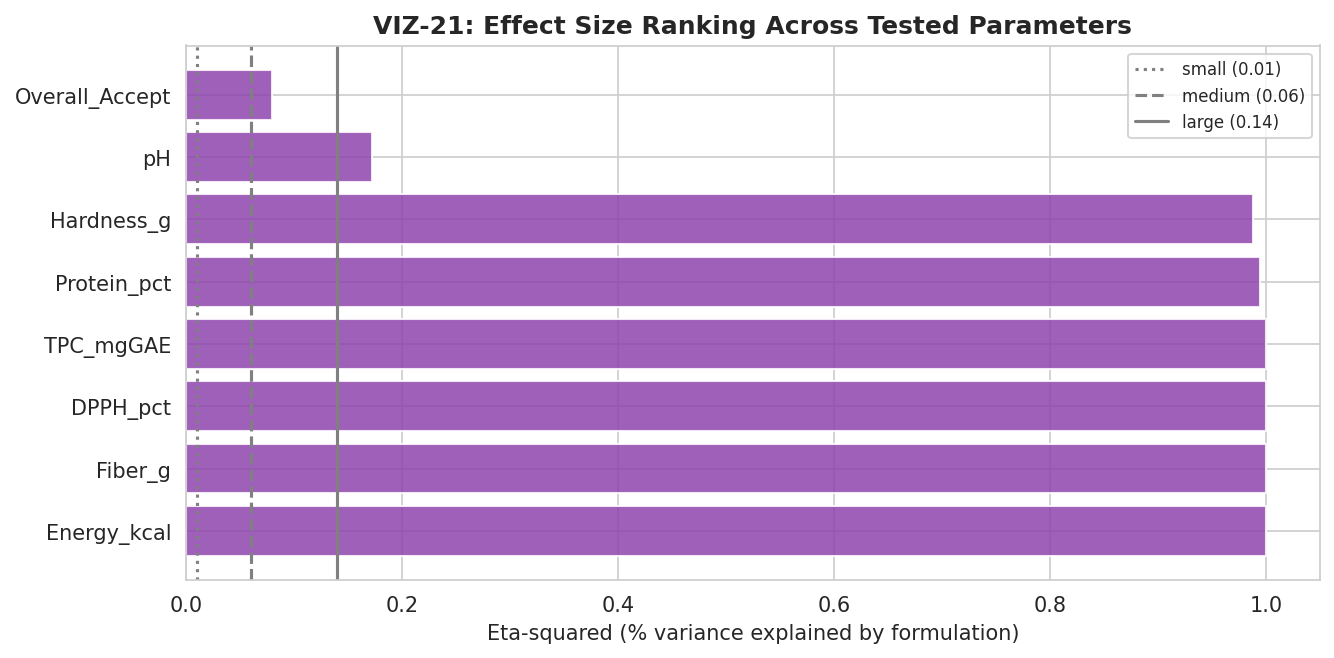 VIZ-21: Effect Size Ranking Across Tested Parameters
small (0.01)
medium (0.06)
large (0.14)
Overall_Accept
pH
Hardness_g
Protein_pct
TPC_mgGAE
DPPH_pct
Fiber_g
Energy_kcal
0.0 0.2 0.4 0.6 0.8 1.0
Eta-squared (% variance explained by formulation)